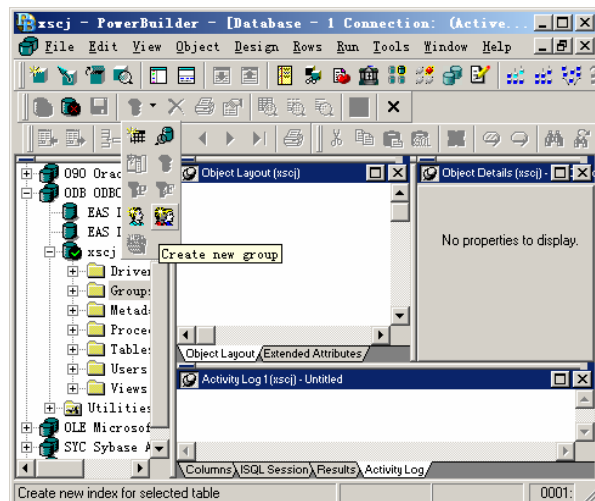 xscj - PowerBuilder - [Database - 1 Connection: (Active...
File Edit View Object Design Rows Run Tools Window Help
O90 Orac
ODB ODBC
EAS I
EAS I
xscj
Driver
Groups
Metad
Proced
Tables
Users
Views
Utilities
OLE Microsof
SYC Sybase A
Create new group
Object Layout (xscj)
Object Layout Extended Attributes
Object Details (xscj) -
No properties to display.
Activity Log 1(xscj) - Untitled
Columns ISQL Session Results Activity Log
Create new index for selected table
0001: